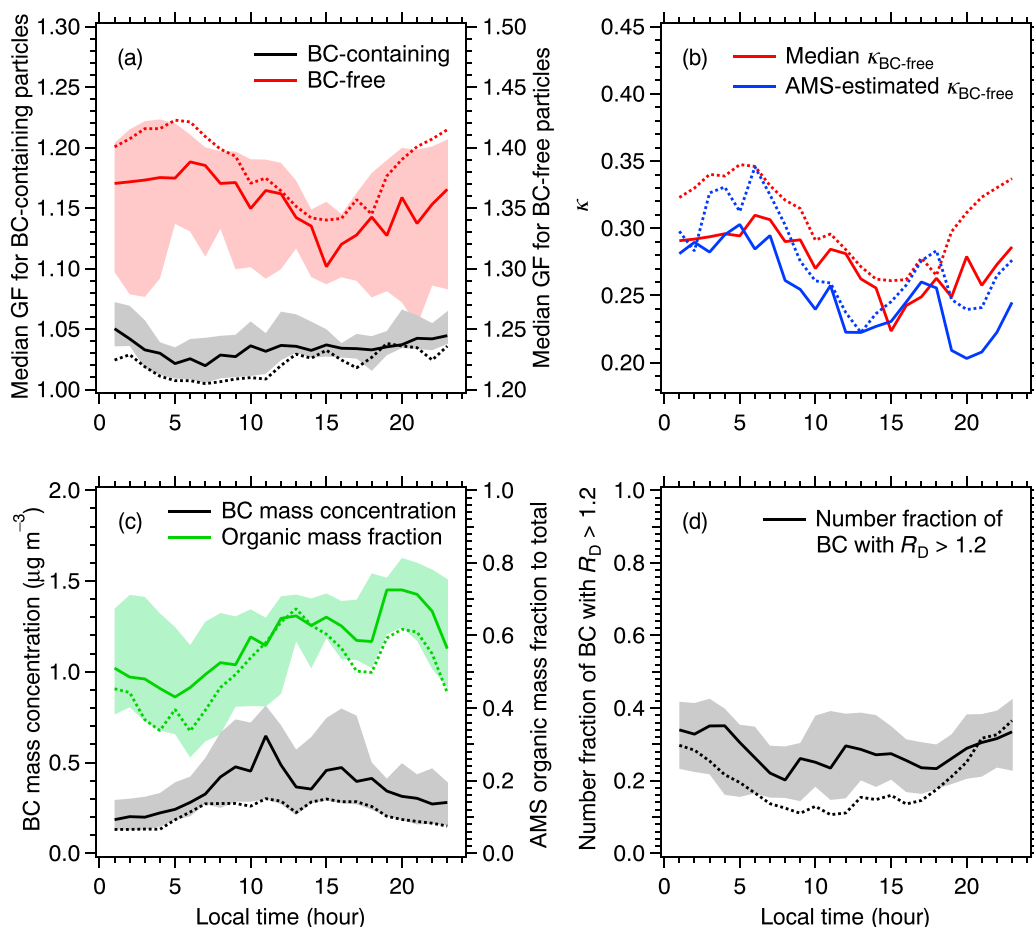 (a)
BC-containing
BC-free
Median GF for BC-containing particles
1.30
1.25
1.20
1.15
1.10
1.05
1.00
Median GF for BC-free particles
1.50
1.45
1.40
1.35
1.30
1.25
1.20
0 5 10 15 20
(b)
Median κBC-free
AMS-estimated κBC-free
κ
0.45
0.40
0.35
0.30
0.25
0.20
0 5 10 15 20
(c)
BC mass concentration
Organic mass fraction
BC mass concentration (μg m−3)
2.0
1.5
1.0
0.5
0.0
AMS organic mass fraction to total
1.0
0.8
0.6
0.4
0.2
0.0
0 5 10 15 20
Local time (hour)
(d)
Number fraction of
BC with RD > 1.2
Number fraction of BC with RD > 1.2
1.0
0.8
0.6
0.4
0.2
0.0
0 5 10 15 20
Local time (hour)